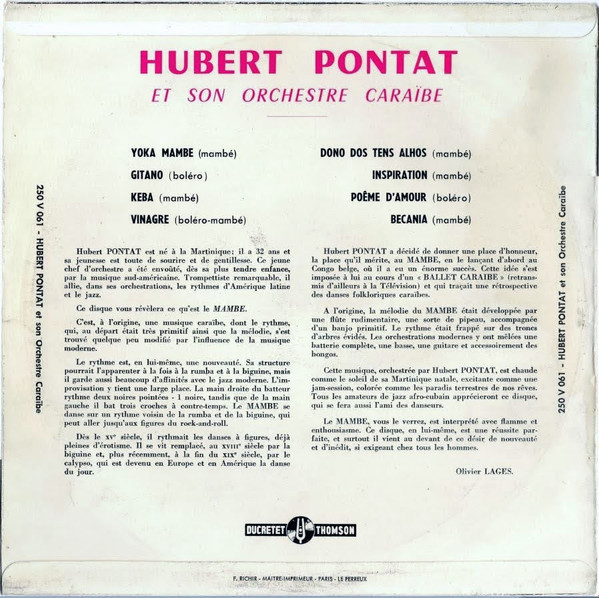 HUBERT PONTAT
ET SON ORCHESTRE CARAÏBE
YOKA MAMBE (mambé)
GITANO (boléro)
KEBA (mambé)
VINAGRE (boléro-mambé)
DONO DOS TENS ALHOS (mambé)
INSPIRATION (mambé)
POÊME D'AMOUR (boléro)
BECANIA (mambé)
250 V 061 - HUBERT PONTAT et son Orchestre Caraïbe
Hubert PONTAT est né à la Martinique: il a 32 ans et
sa jeunesse est toute de sourire et de gentillesse. Ce jeune
chef d'orchestre a été envoûté, dès sa plus tendre enfance,
par la musique sud-américaine. Trompettiste remarquable, il
allie, dans ses orchestrations, les rythmes d'Amérique latine
et le jazz.
Ce disque vous révèlera ce qu'est le MAMBE.
C'est, à l'origine, une musique caraïbe, dont le rythme,
qui, au départ était très primitif ainsi que la mélodie, s'est
trouvé quelque peu modifié par l'influence de la musique
moderne.
Le rythme est, en lui-même, une nouveauté. Sa structure
pourrait l'apparenter à la fois à la rumba et à la biguine, mais
il garde aussi beaucoup d'affinités avec le jazz moderne. L'im-
provisation y tient une large place. La main droite du batteur
rythme deux noires pointées - 1 noire, tandis que de la main
gauche il bat trois croches à contre-temps. Le MAMBE se
danse sur un rythme voisin de la rumba et de la biguine, qui
peut aller jusqu'aux figures du rock-and-roll.
Dès le XVe siècle, il rythmait les danses à figures, déjà
pleines d'érotisme. Il se vit remplacé, au XVIIIe siècle par la
biguine et, plus récemment, à la fin du XIXe siècle, par le
calypso, qui est devenu en Europe et en Amérique la danse
du jour.
Hubert PONTAT a décidé de donner une place d'honneur,
la place qu'il mérite, au MAMBE, en le lançant d'abord au
Congo belge, où il a eu un énorme succès. Cette idée s'est
imposée à lui au cours d'un « BALLET CARAIBE » (retrans-
mis d'ailleurs à la Télévision) et qui traçait une rétrospective
des danses folkloriques caraïbes.
A l'origine, la mélodie du MAMBE était développée par
une flûte rudimentaire, une sorte de pipeau, accompagnée
d'un banjo primitif. Le rythme était frappé sur des troncs
d'arbres évidés. Les orchestrations modernes y ont mêlées une
batterie complète, une basse, une guitare et accessoirement des
bongos.
Cette musique, orchestrée par Hubert PONTAT, est chaude
comme le soleil de sa Martinique natale, excitante comme une
jam-session, colorée comme les paradis terrestres de nos rêves.
Tous les amateurs de jazz afro-cubain apprécieront ce disque,
qui se fera aussi l'ami des danseurs.
Le MAMBE, vous le verrez, est interprété avec flamme et
enthousiasme. Ce disque, en lui-même, est une réussite par-
faite, et surtout il vient au devant de ce désir de nouveauté
et d'inédit, si exigeant chez tous les hommes.
Olivier LAGES.
250 V 061 - HUBERT PONTAT et son Orchestre Caraïbe
DUCRETET THOMSON
P. RICHIR - MAITRE-IMPRIMEUR - PARIS - LE PERREUX